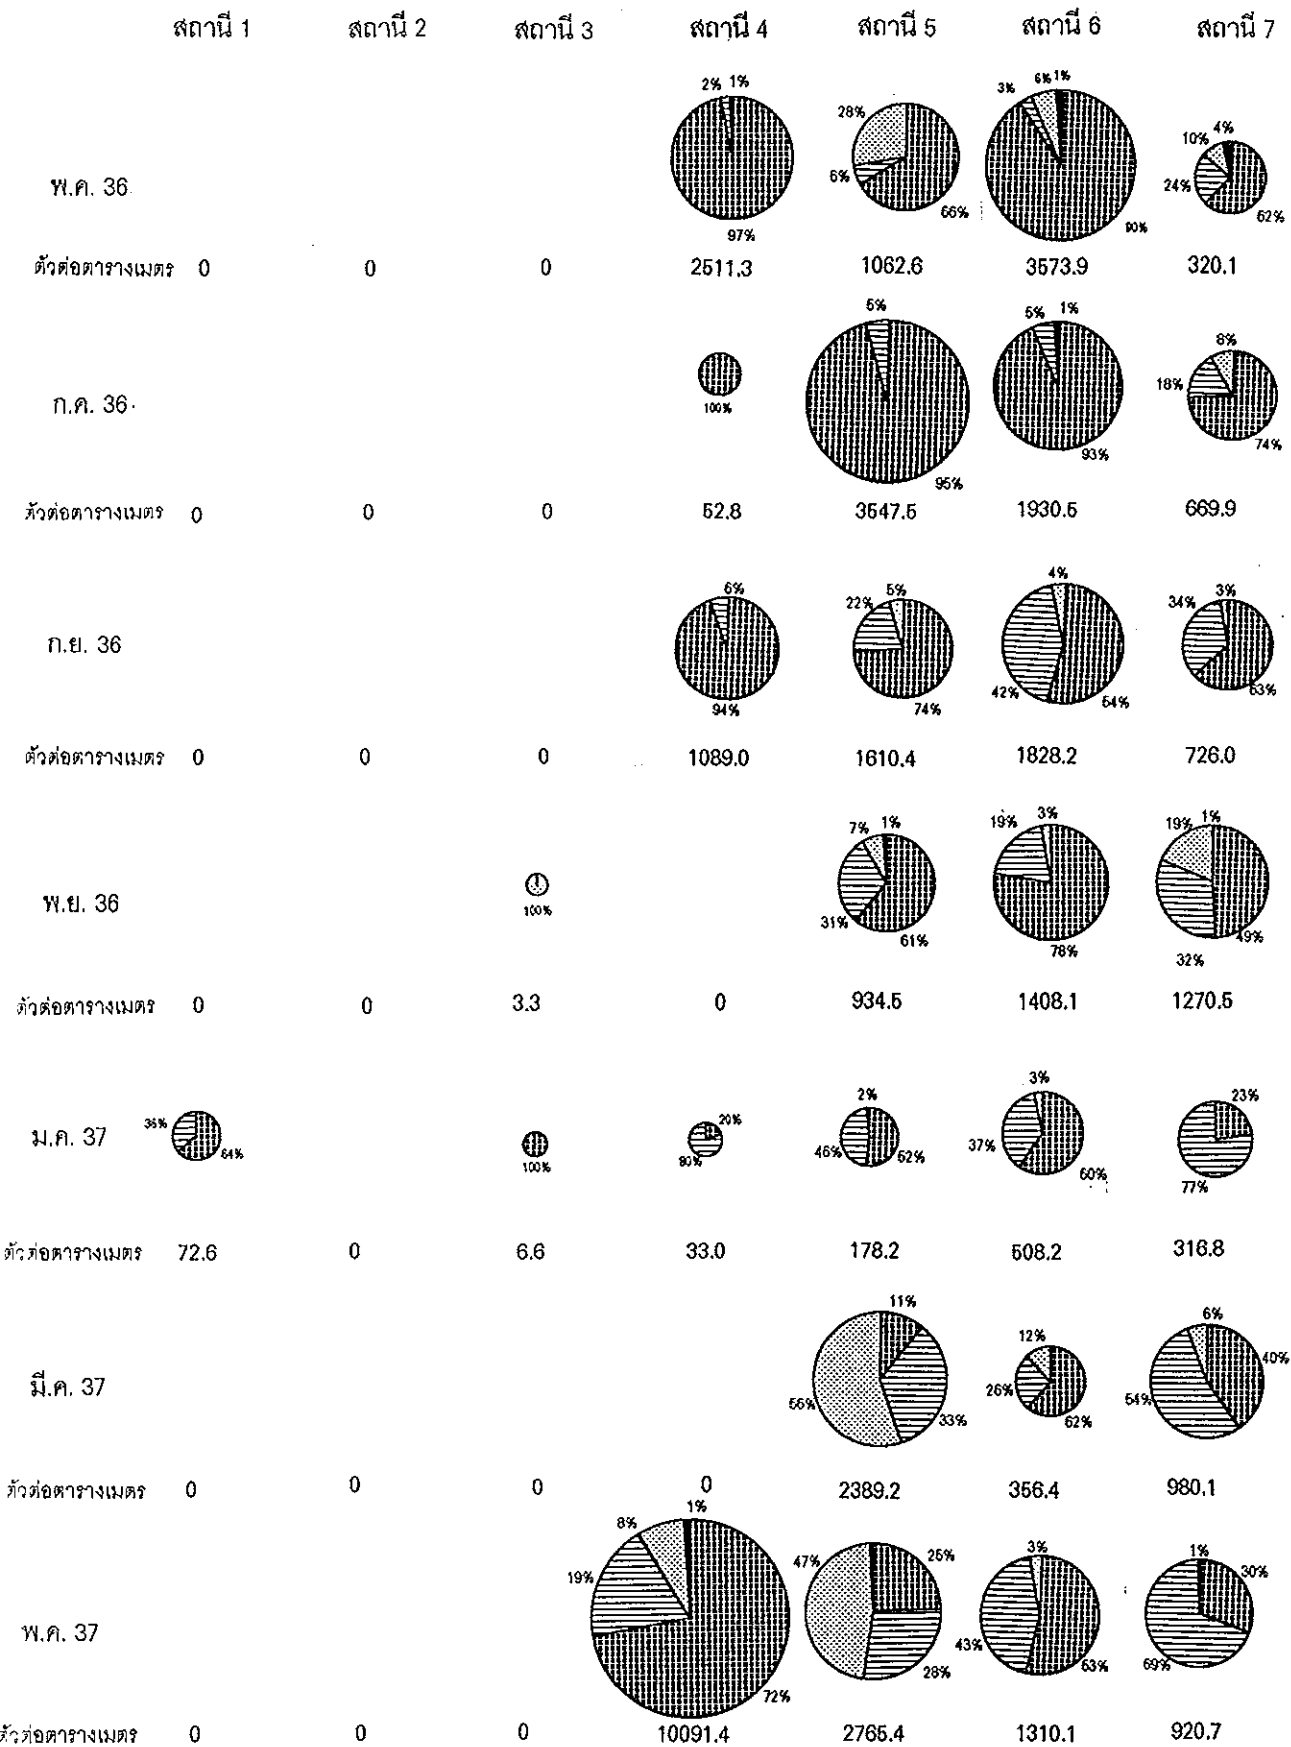 สถานี 1 สถานี 2 สถานี 3 สถานี 4 สถานี 5 สถานี 6 สถานี 7
2% 1% 28% 3% 6% 1% 10% 4%
พ.ค. 36
6% 24%
97% 66% 90% 62%
ตัวต่อตารางเมตร 0 0 0 2511.3 1062.6 3573.9 320.1
5% 5% 1% 8%
18%
ก.ค. 36
100% 95% 93% 74%
ตัวต่อตารางเมตร 0 0 0 52.8 3547.5 1930.5 669.9
6% 22% 5% 4% 34% 3%
ก.ย. 36
94% 74% 42% 54% 63%
ตัวต่อตารางเมตร 0 0 0 1089.0 1610.4 1828.2 726.0
7% 1% 19% 3% 19% 1%
พ.ย. 36
100% 31% 61% 78% 32% 49%
ตัวต่อตารางเมตร 0 0 3.3 0 934.5 1408.1 1270.5
36% 20% 2% 3% 23%
ม.ค. 37
64% 100% 80% 46% 52% 37% 60% 77%
ตัวต่อตารางเมตร 72.6 0 6.6 33.0 178.2 508.2 316.8
11% 12% 6%
40%
มี.ค. 37
56% 33% 26% 62% 54%
ตัวต่อตารางเมตร 0 0 0 0 2389.2 356.4 980.1
8% 1% 47% 25% 3% 1% 30%
19%
พ.ค. 37
72% 28% 43% 53% 69%
ตัวต่อตารางเมตร 0 0 0 10091.4 2765.4 1310.1 920.7